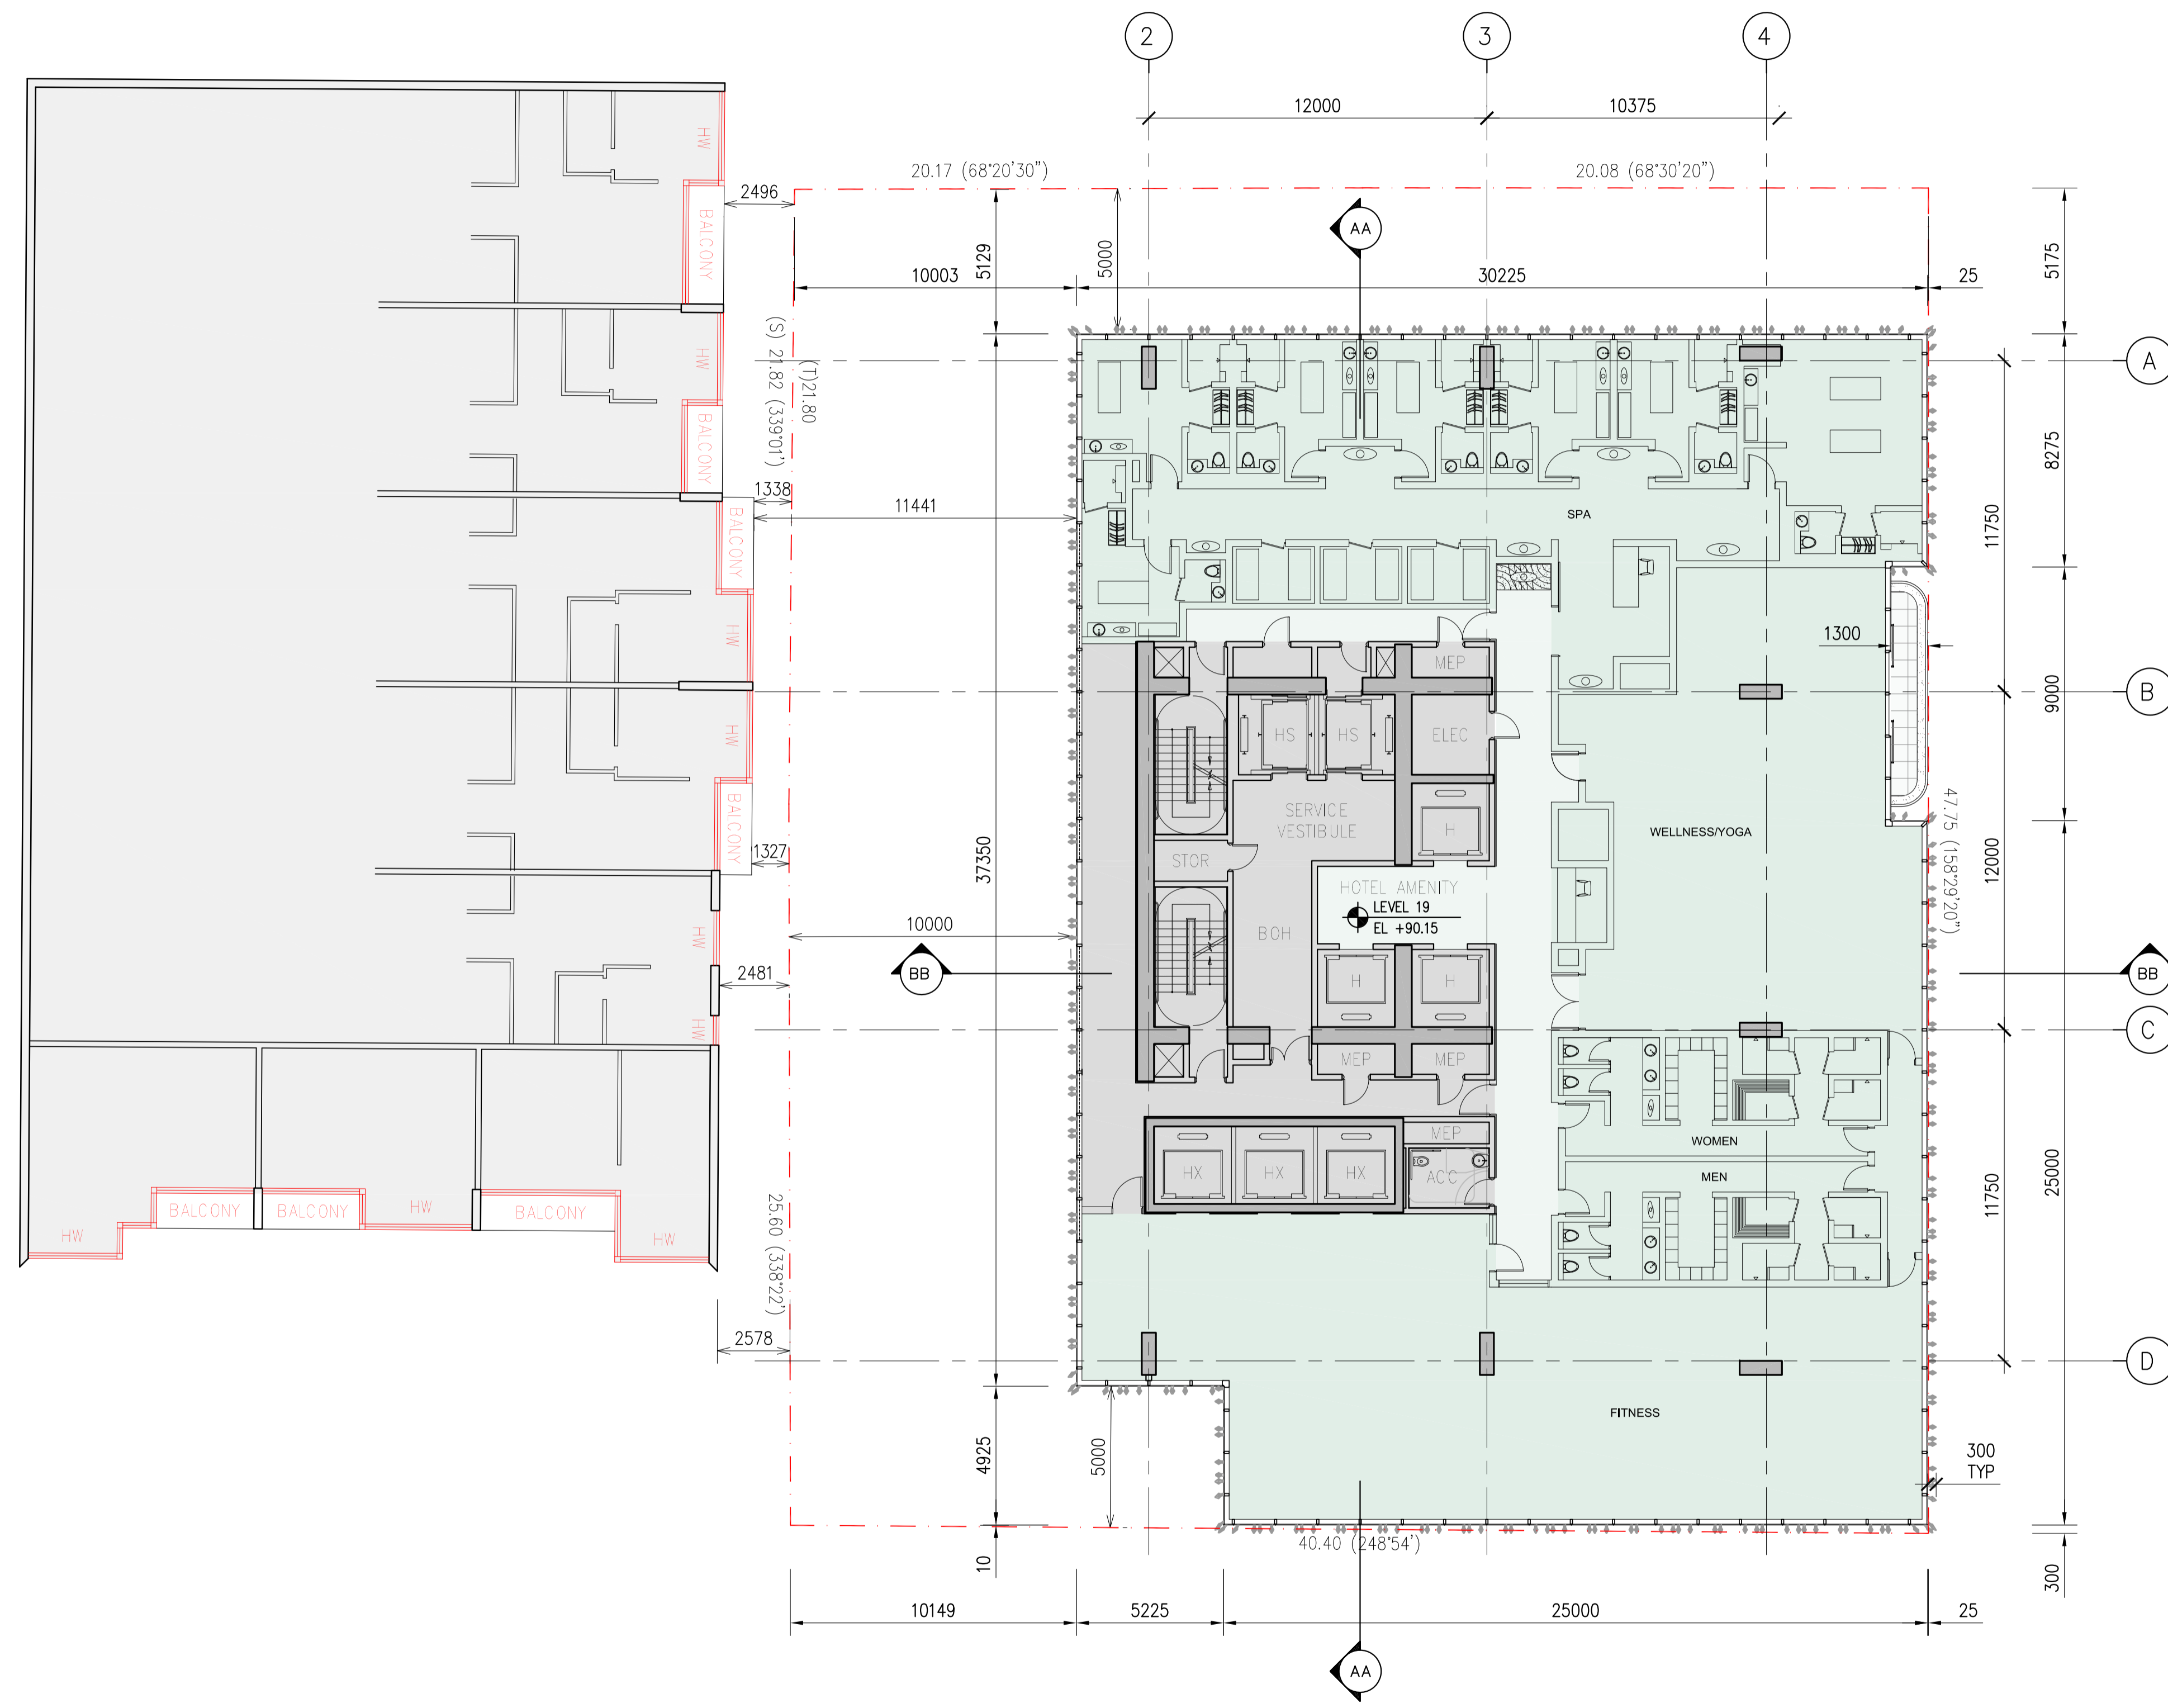 2
3
4
12000
10375
20.17 (68°20'30")
20.08 (68°30'20")
HW
2496
BALCONY
5129
5000
AA
5175
10003
30225
25
(S) 21.82 (339°01')
(T)21.80
HW
BALCONY
A
8275
1338
11441
BALCONY
SPA
11750
HW
1300
MEP
9000
B
HW
HS
HS
ELEC
BALCONY
SERVICE
VESTIBULE
H
WELLNESS/YOGA
47.75 (158°29'20")
1327
STOR
37350
12000
HOTEL AMENITY
LEVEL 19
EL +90.15
10000
HW
BOH
BB
2481
BB
H
H
HW
C
MEP
MEP
MEP
WOMEN
HX
HX
HX
ACC
MEN
25000
11750
BALCONY
BALCONY
HW
BALCONY
HW
HW
25.60 (338°22')
2578
D
FITNESS
4925
5000
300
TYP
40.40 (248°54')
10
300
10149
5225
25000
25
AA